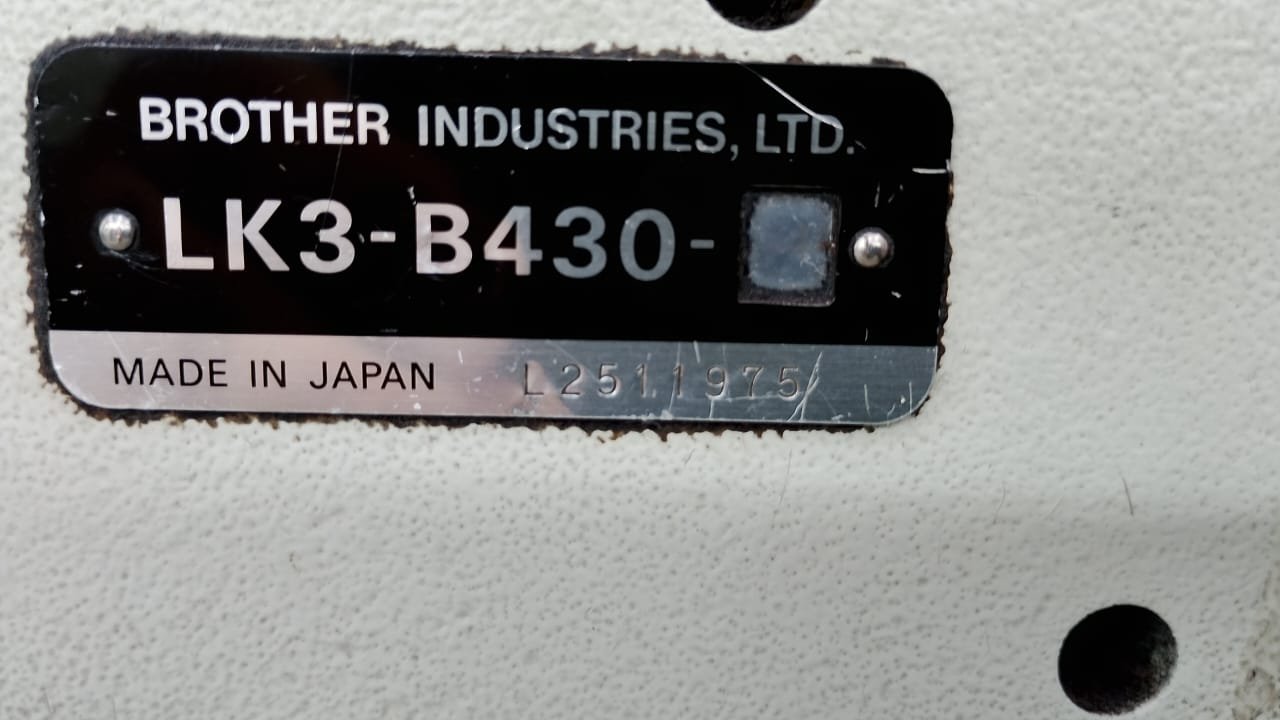 BROTHER INDUSTRIES, LTD.
LK3-B430-
MADE IN JAPAN L2511975